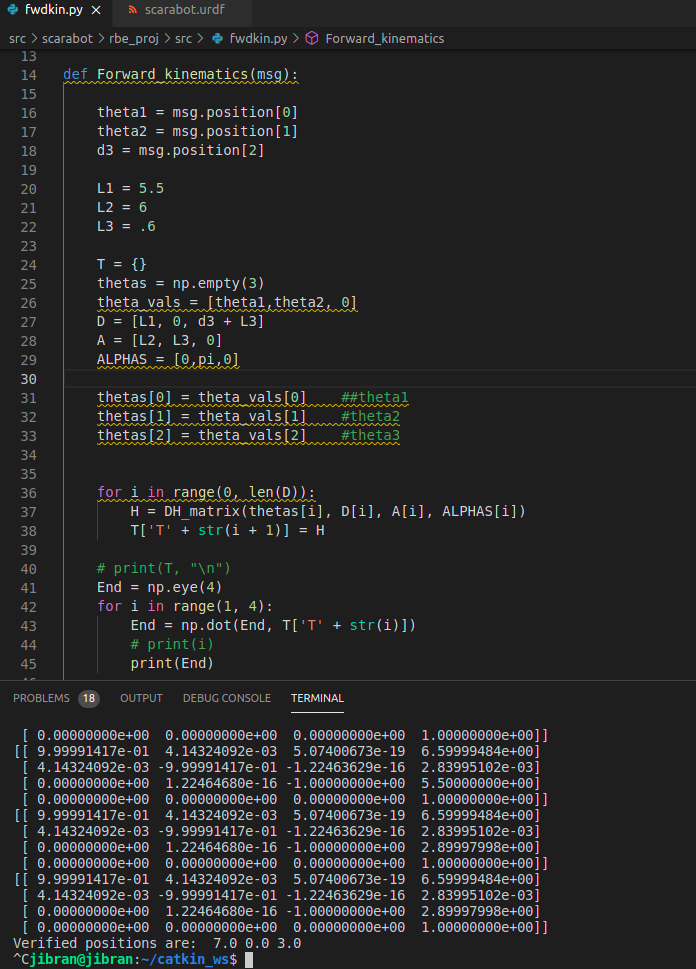 fwdkin.py ×   scarabot.urdf
src > scarabot > rbe_proj > src > fwdkin.py > Forward_kinematics
13
14 def Forward_kinematics(msg):
15
16     theta1 = msg.position[0]
17     theta2 = msg.position[1]
18     d3 = msg.position[2]
19
20     L1 = 5.5
21     L2 = 6
22     L3 = .6
23
24     T = {}
25     thetas = np.empty(3)
26     theta_vals = [theta1,theta2, 0]
27     D = [L1, 0, d3 + L3]
28     A = [L2, L3, 0]
29     ALPHAS = [0,pi,0]
30
31     thetas[0] = theta_vals[0]    ##theta1
32     thetas[1] = theta_vals[1]    #theta2
33     thetas[2] = theta_vals[2]    #theta3
34
35
36     for i in range(0, len(D)):
37         H = DH_matrix(thetas[i], D[i], A[i], ALPHAS[i])
38         T['T' + str(i + 1)] = H
39
40     # print(T, "\n")
41     End = np.eye(4)
42     for i in range(1, 4):
43         End = np.dot(End, T['T' + str(i)])
44         # print(i)
45         print(End)
PROBLEMS 18   OUTPUT   DEBUG CONSOLE   TERMINAL
 [ 0.00000000e+00  0.00000000e+00  0.00000000e+00  1.00000000e+00]]
[[ 9.99991417e-01  4.14324092e-03  5.07400673e-19  6.59999484e+00]
 [ 4.14324092e-03 -9.99991417e-01 -1.22463629e-16  2.83995102e-03]
 [ 0.00000000e+00  1.22464680e-16 -1.00000000e+00  5.50000000e+00]
 [ 0.00000000e+00  0.00000000e+00  0.00000000e+00  1.00000000e+00]]
[[ 9.99991417e-01  4.14324092e-03  5.07400673e-19  6.59999484e+00]
 [ 4.14324092e-03 -9.99991417e-01 -1.22463629e-16  2.83995102e-03]
 [ 0.00000000e+00  1.22464680e-16 -1.00000000e+00  2.89997998e+00]
 [ 0.00000000e+00  0.00000000e+00  0.00000000e+00  1.00000000e+00]]
[[ 9.99991417e-01  4.14324092e-03  5.07400673e-19  6.59999484e+00]
 [ 4.14324092e-03 -9.99991417e-01 -1.22463629e-16  2.83995102e-03]
 [ 0.00000000e+00  1.22464680e-16 -1.00000000e+00  2.89997998e+00]
 [ 0.00000000e+00  0.00000000e+00  0.00000000e+00  1.00000000e+00]]
Verified positions are:  7.0 0.0 3.0
^Cjibran@jibran:~/catkin_ws$